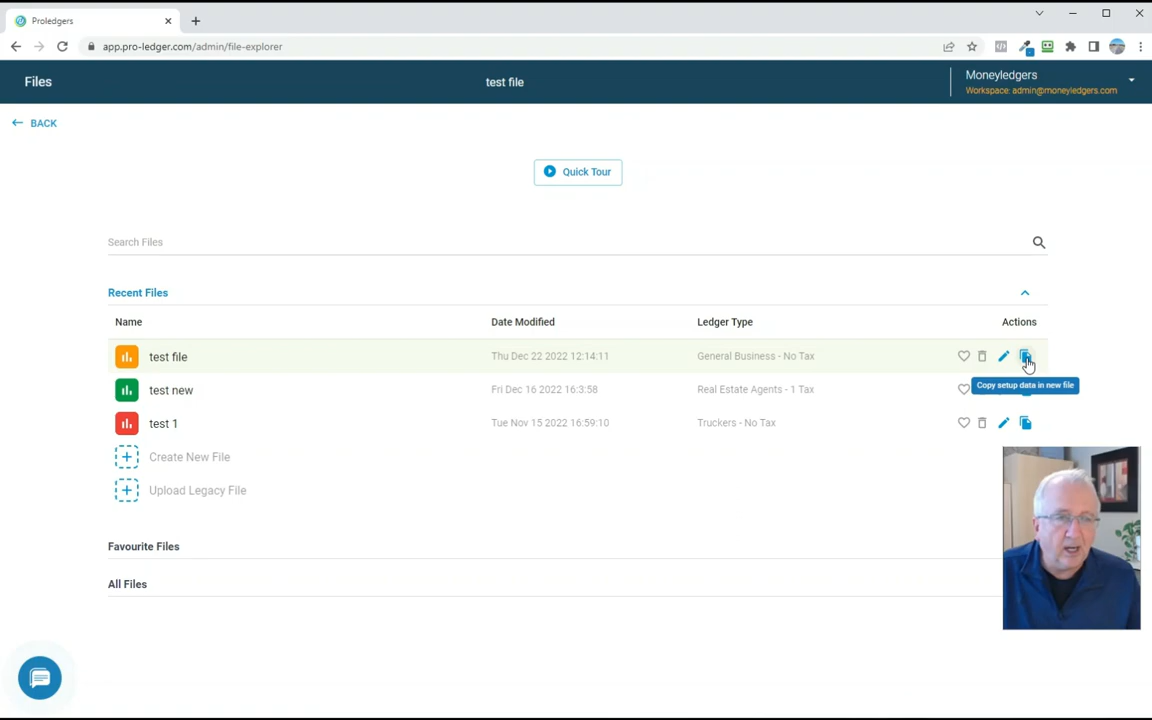 Proledgers
app.pro-ledger.com/admin/file-explorer
Files
test file
Moneyledgers
Workspace: admin@moneyledgers.com
BACK
Quick Tour
Search Files
Recent Files
Name Date Modified Ledger Type Actions
test file Thu Dec 22 2022 12:14:11 General Business - No Tax
Copy setup data in new file
test new Fri Dec 16 2022 16:3:58 Real Estate Agents - 1 Tax
test 1 Tue Nov 15 2022 16:59:10 Truckers - No Tax
Create New File
Upload Legacy File
Favourite Files
All Files